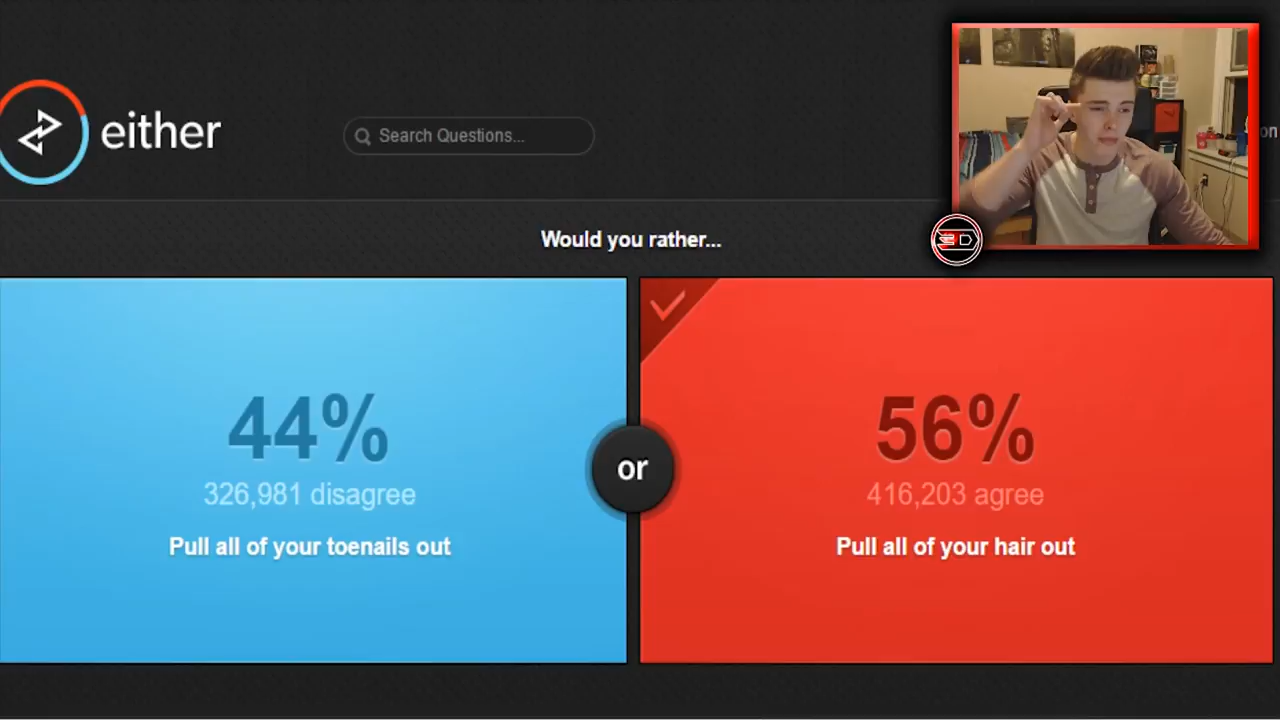 either
Search Questions...
on
Would you rather...
44%
326,981 disagree
Pull all of your toenails out
or
56%
416,203 agree
Pull all of your hair out